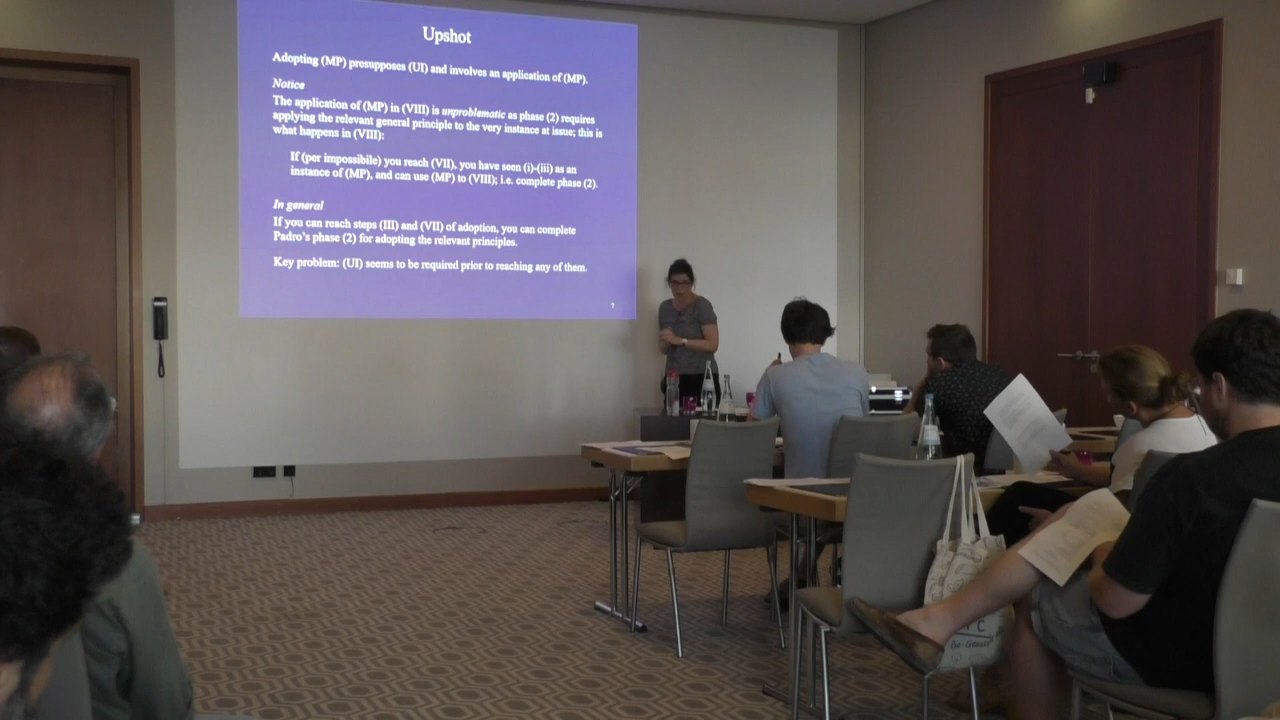 Upshot
Adopting (MP) presupposes (UI) and involves an application of (MP).
Notice
The application of (MP) in (VIII) is unproblematic as phase (2) requires
applying the relevant general principle to the very instance at issue; this is
what happens in (VIII):
If (per impossibile) you reach (VII), you have seen (i)-(iii) as an
instance of (MP), and can use (MP) to (VIII); i.e. complete phase (2).
In general
If you can reach steps (III) and (VII) of adoption, you can complete
Padro's phase (2) for adopting the relevant principles.
Key problem: (UI) seems to be required prior to reaching any of them.
7